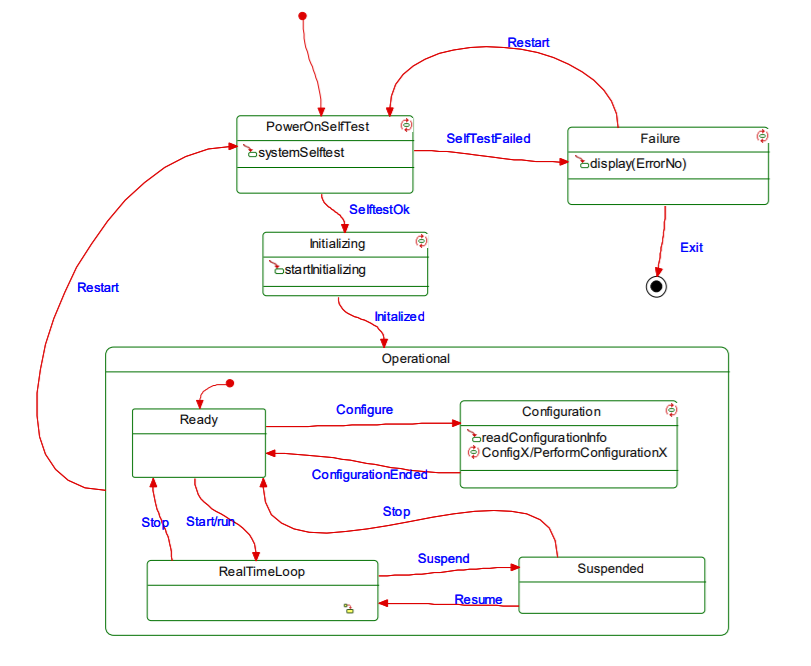 Restart
PowerOnSelfTest
systemSelftest
SelfTestFailed
Failure
display(ErrorNo)
SelftestOk
Initializing
startInitializing
Exit
Restart
Initalized
Operational
Ready
Configure
Configuration
readConfigurationInfo
ConfigX/PerformConfigurationX
ConfigurationEnded
Stop
Start/run
Stop
RealTimeLoop
Suspend
Suspended
Resume